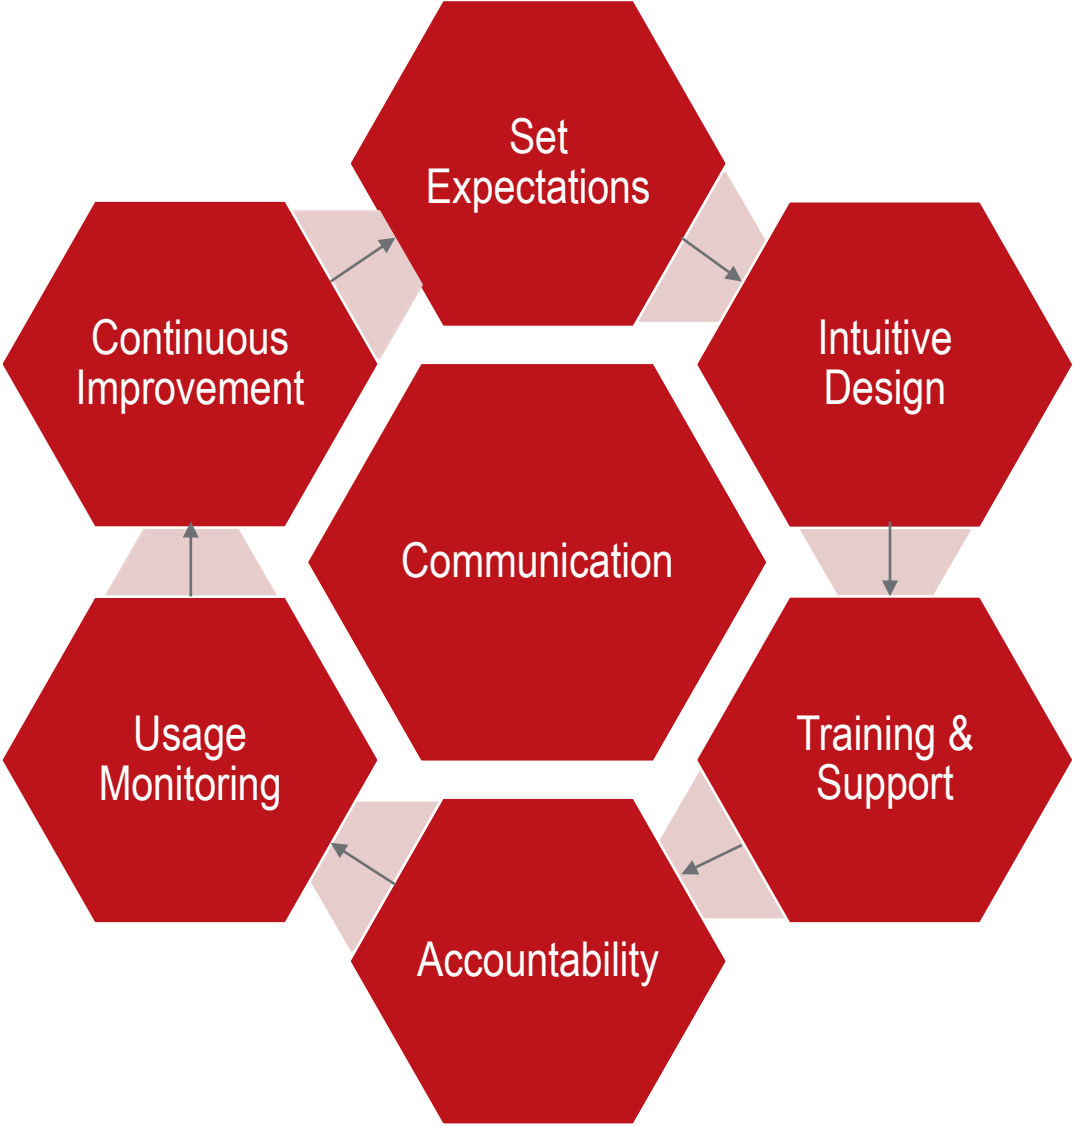 Set
Expectations
Intuitive
Design
Training &
Support
Accountability
Usage
Monitoring
Continuous
Improvement
Communication